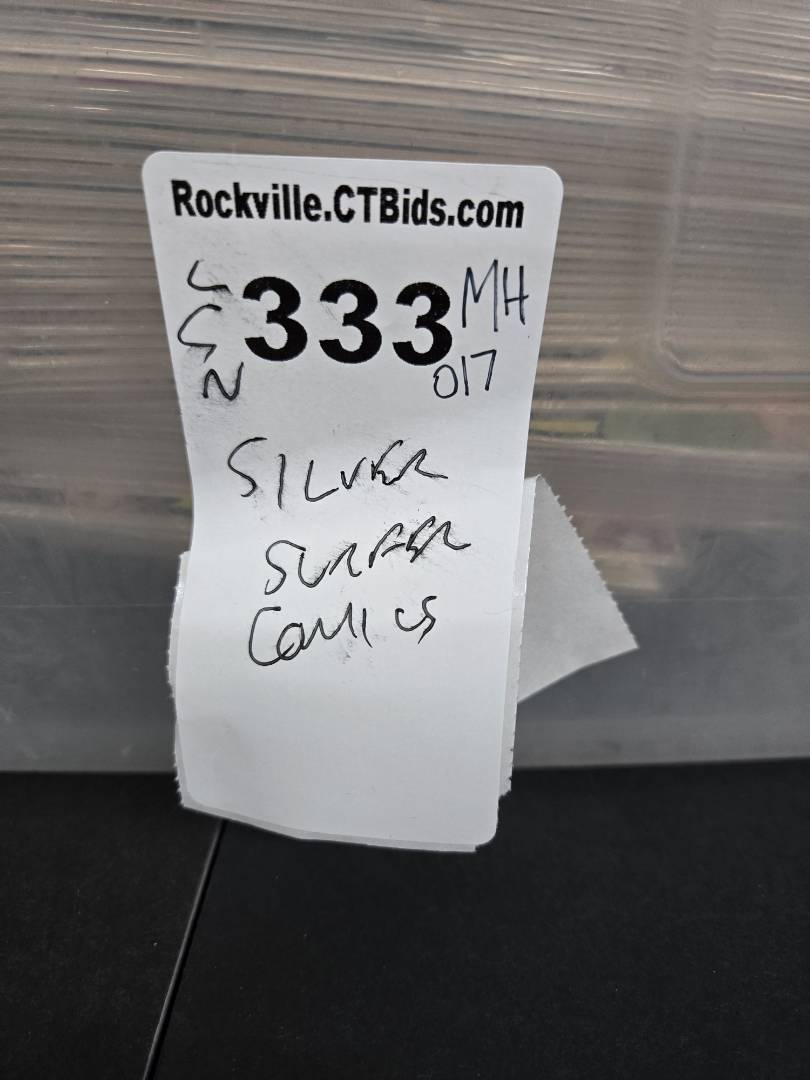 Rockville.CTBids.com
L
C
N
333
MH
017
SILVER
SURFER
COMICS